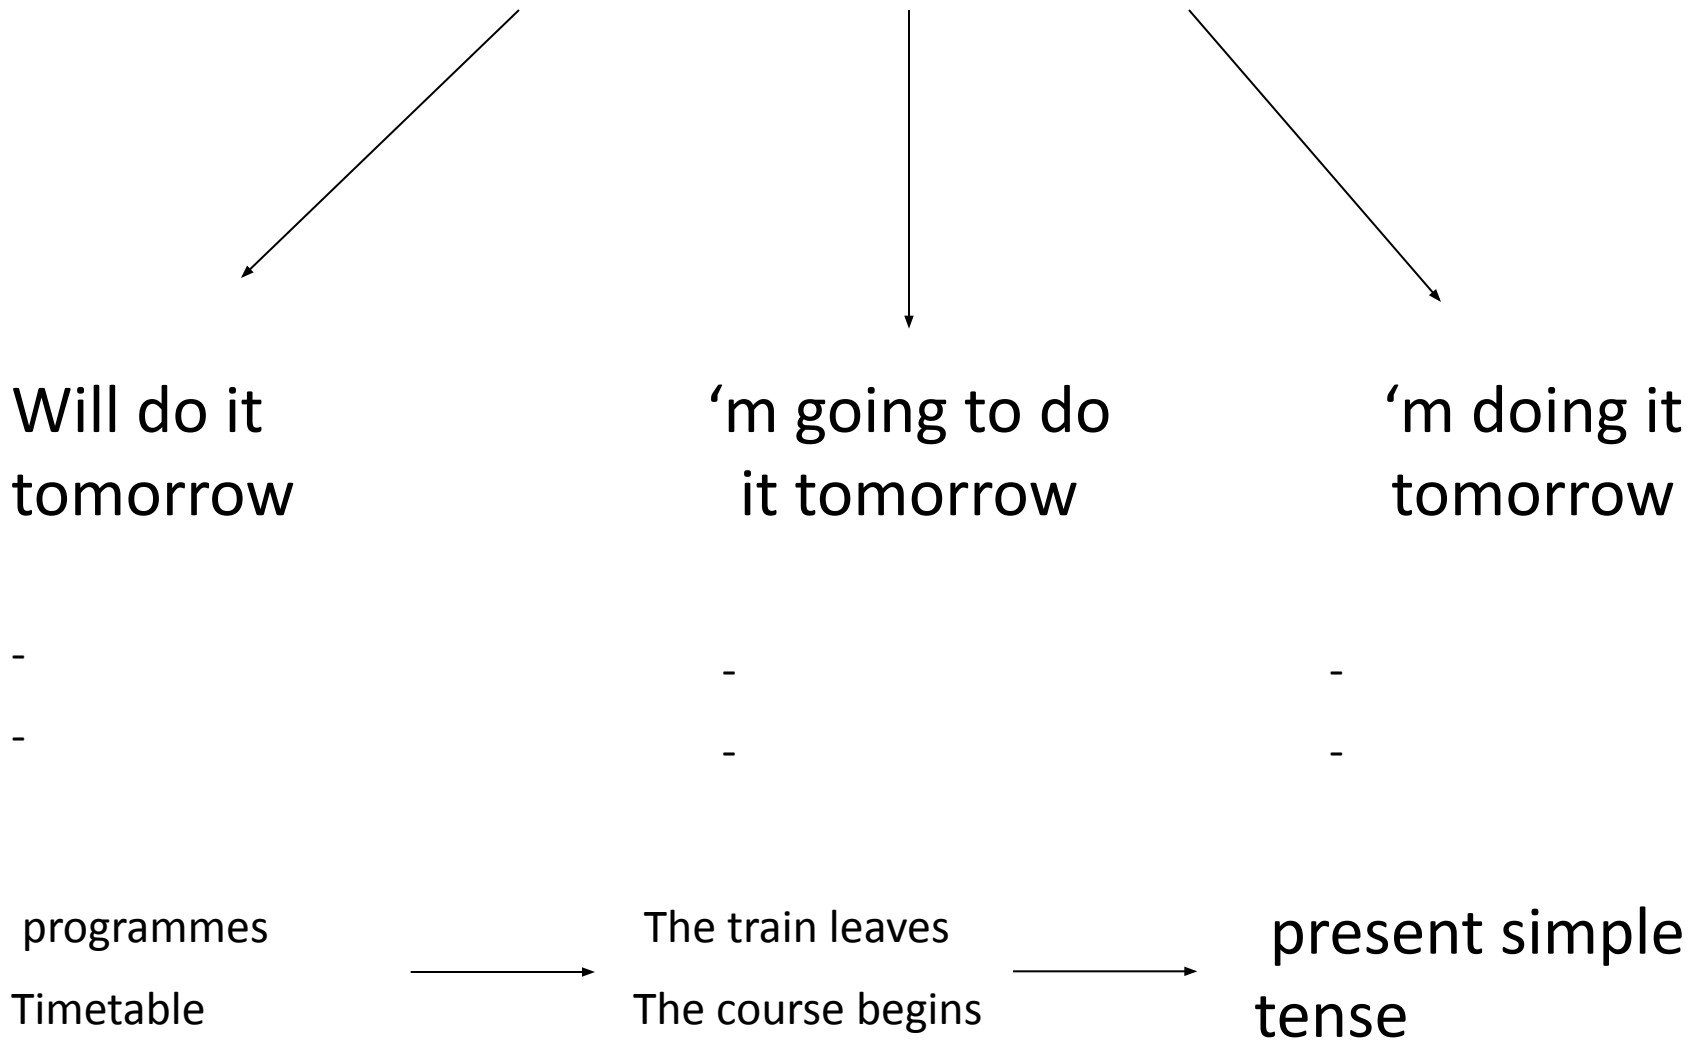 Will do it
tomorrow
‘m going to do
it tomorrow
‘m doing it
tomorrow
-
-
-
-
-
-
programmes
Timetable
The train leaves
The course begins
present simple
tense